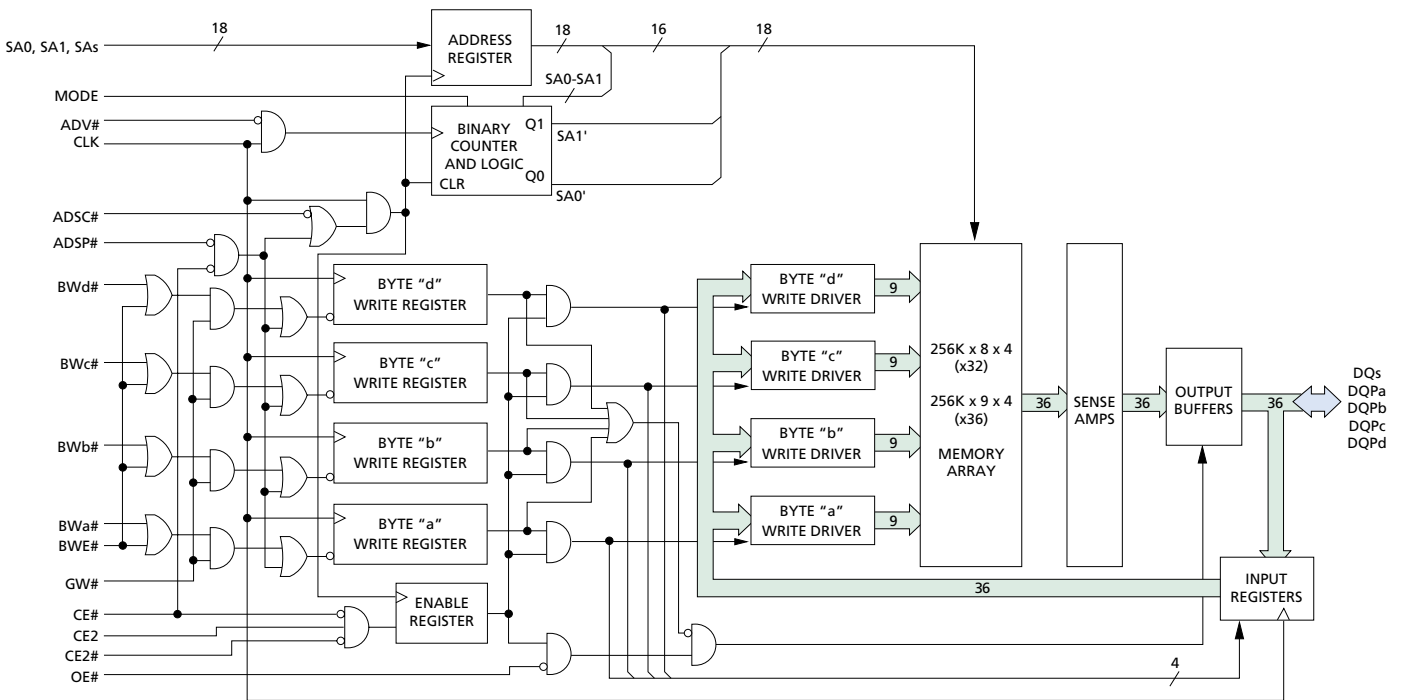 SA0, SA1, SAs
18
ADDRESS
REGISTER
18
16
18
SA0-SA1
MODE
ADV#
CLK
BINARY
COUNTER
AND LOGIC
CLR
Q1
Q0
SA1'
SA0'
ADSC#
ADSP#
BWd#
BWc#
BWb#
BWa#
BWE#
GW#
CE#
CE2
CE2#
OE#
BYTE “d”
WRITE REGISTER
BYTE “c”
WRITE REGISTER
BYTE “b”
WRITE REGISTER
BYTE “a”
WRITE REGISTER
ENABLE
REGISTER
BYTE “d”
WRITE DRIVER
BYTE “c”
WRITE DRIVER
BYTE “b”
WRITE DRIVER
BYTE “a”
WRITE DRIVER
9
9
9
9
256K x 8 x 4
(x32)
256K x 9 x 4
(x36)
MEMORY
ARRAY
36
SENSE
AMPS
36
OUTPUT
BUFFERS
36
DQs
DQPa
DQPb
DQPc
DQPd
36
INPUT
REGISTERS
4